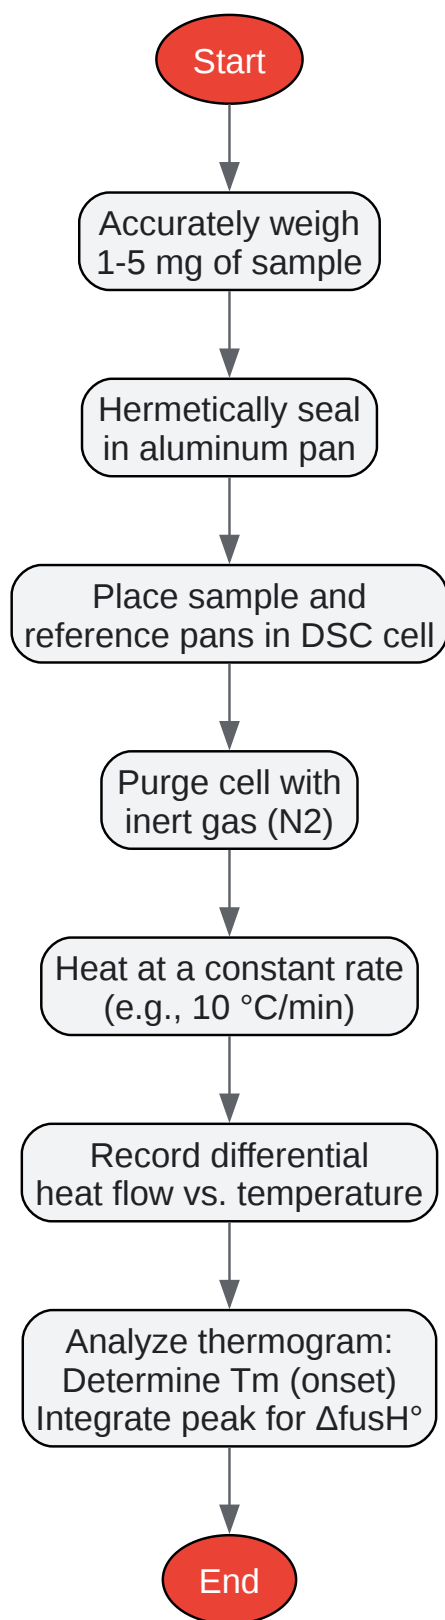 Start
Accurately weigh
1-5 mg of sample
Hermetically seal
in aluminum pan
Place sample and
reference pans in DSC cell
Purge cell with
inert gas (N2)
Heat at a constant rate
(e.g., 10 °C/min)
Record differential
heat flow vs. temperature
Analyze thermogram:
Determine Tm (onset)
Integrate peak for ΔfusH°
End